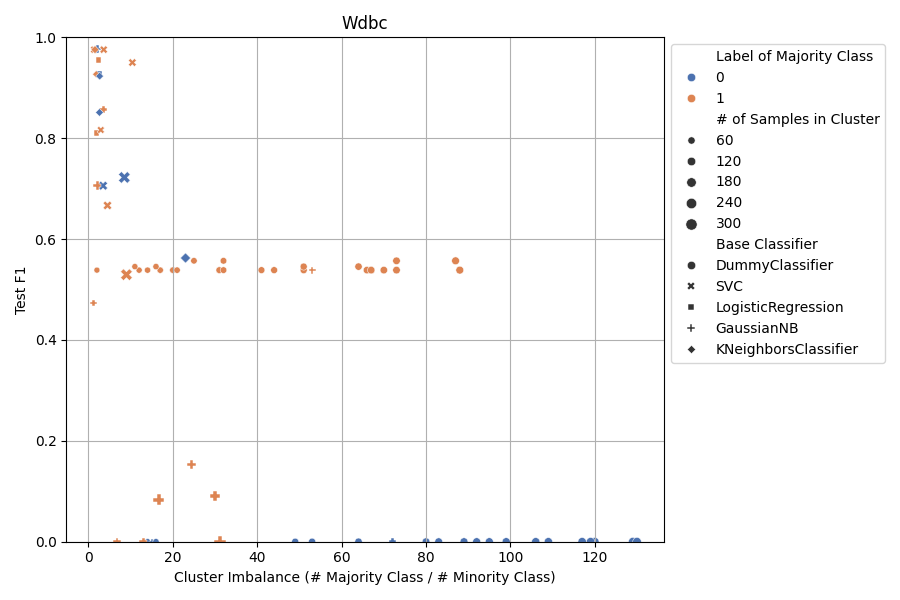 Wdbc
Test F1
1.0
0.8
0.6
0.4
0.2
0.0
0 20 40 60 80 100 120
Cluster Imbalance (# Majority Class / # Minority Class)
Label of Majority Class
0
1
# of Samples in Cluster
60
120
180
240
300
Base Classifier
DummyClassifier
SVC
LogisticRegression
GaussianNB
KNeighborsClassifier